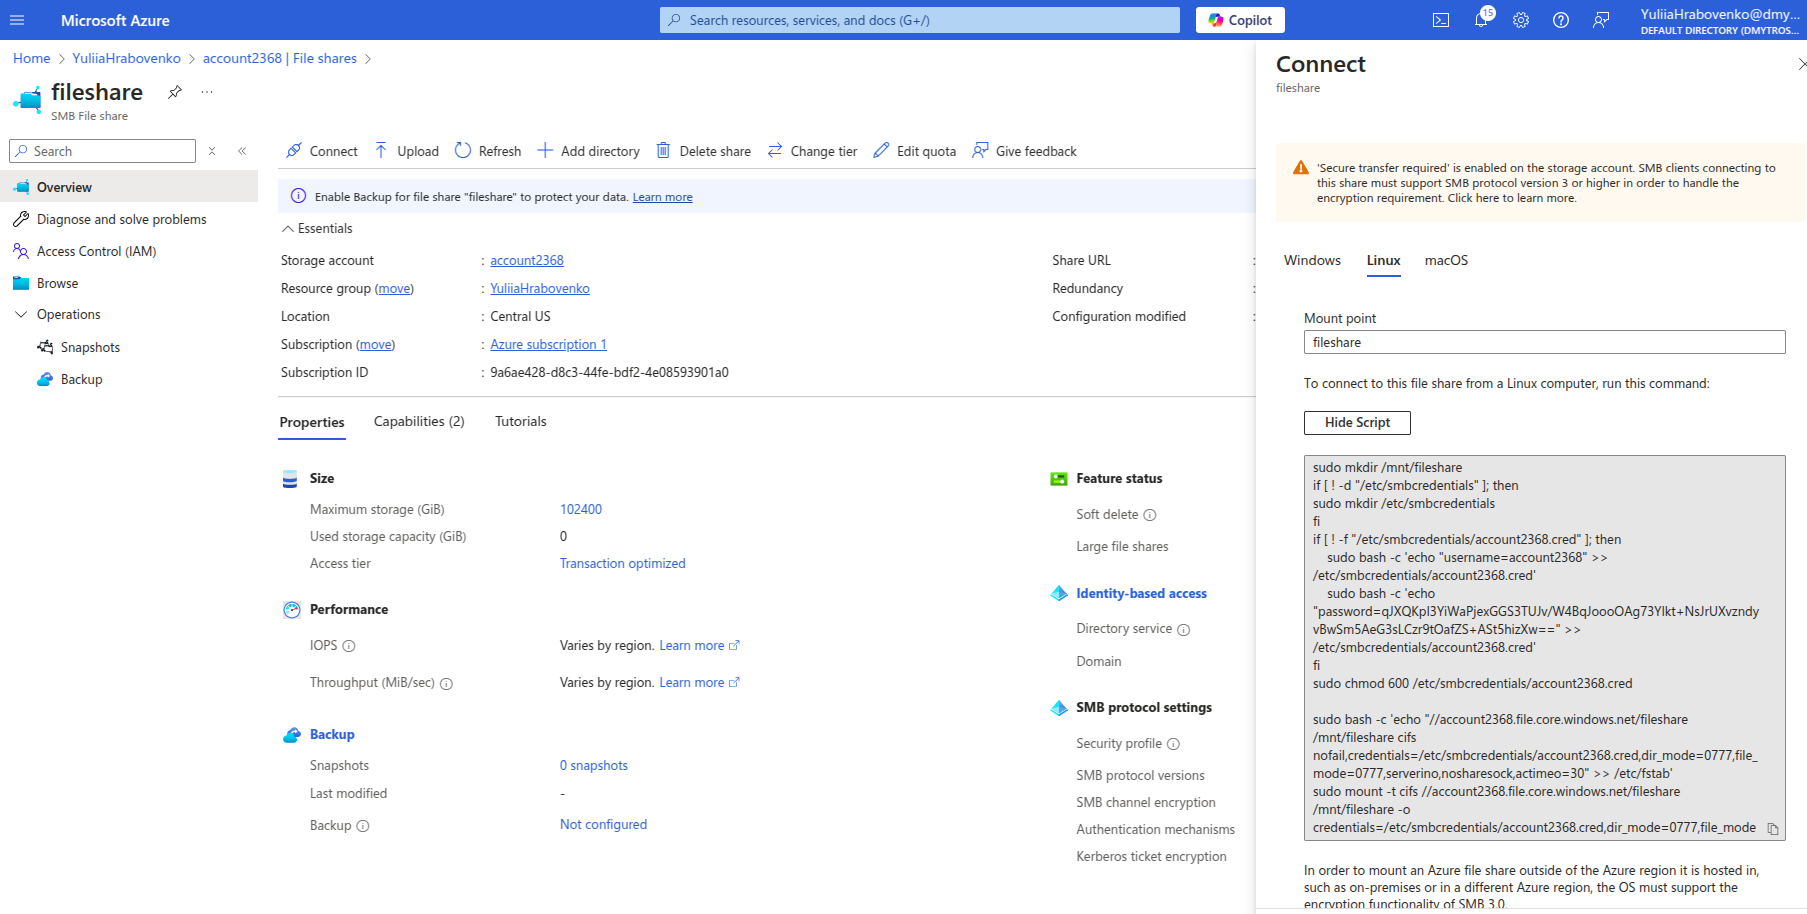 Microsoft Azure
Search resources, services, and docs (G+/)
Copilot
15
YuliiaHrabovenko@dmy...
DEFAULT DIRECTORY (DMYTROS...
Home > YuliiaHrabovenko > account2368 | File shares >
fileshare
...
SMB File share
Search
Overview
Diagnose and solve problems
Access Control (IAM)
Browse
Operations
Snapshots
Backup
Connect Upload Refresh Add directory Delete share Change tier Edit quota Give feedback
Enable Backup for file share "fileshare" to protect your data. Learn more
Essentials
Storage account : account2368
Resource group (move) : YuliiaHrabovenko
Location : Central US
Subscription (move) : Azure subscription 1
Subscription ID : 9a6ae428-d8c3-44fe-bdf2-4e08593901a0
Share URL :
Redundancy :
Configuration modified :
Properties Capabilities (2) Tutorials
Size
Maximum storage (GiB) 102400
Used storage capacity (GiB) 0
Access tier Transaction optimized
Performance
IOPS Varies by region. Learn more
Throughput (MiB/sec) Varies by region. Learn more
Backup
Snapshots 0 snapshots
Last modified -
Backup Not configured
Feature status
Soft delete
Large file shares
Identity-based access
Directory service
Domain
SMB protocol settings
Security profile
SMB protocol versions
SMB channel encryption
Authentication mechanisms
Kerberos ticket encryption
Connect
fileshare
'Secure transfer required' is enabled on the storage account. SMB clients connecting to
this share must support SMB protocol version 3 or higher in order to handle the
encryption requirement. Click here to learn more.
Windows Linux macOS
Mount point
fileshare
To connect to this file share from a Linux computer, run this command:
Hide Script
sudo mkdir /mnt/fileshare
if [ ! -d "/etc/smbcredentials" ]; then
sudo mkdir /etc/smbcredentials
fi
if [ ! -f "/etc/smbcredentials/account2368.cred" ]; then
sudo bash -c 'echo "username=account2368" >>
/etc/smbcredentials/account2368.cred'
sudo bash -c 'echo
"password=qJXQKpI3YiWaPjexGGS3TUJv/W4BqJoooOAg73YIkt+NsJrUXvzndy
vBwSm5AeG3sLCzr9tOafZS+ASt5hizXw==" >>
/etc/smbcredentials/account2368.cred'
fi
sudo chmod 600 /etc/smbcredentials/account2368.cred
sudo bash -c 'echo "//account2368.file.core.windows.net/fileshare
/mnt/fileshare cifs
nofail,credentials=/etc/smbcredentials/account2368.cred,dir_mode=0777,file_
mode=0777,serverino,nosharesock,actimeo=30" >> /etc/fstab'
sudo mount -t cifs //account2368.file.core.windows.net/fileshare
/mnt/fileshare -o
credentials=/etc/smbcredentials/account2368.cred,dir_mode=0777,file_mode
In order to mount an Azure file share outside of the Azure region it is hosted in,
such as on-premises or in a different Azure region, the OS must support the
encryption functionality of SMB 3.0.